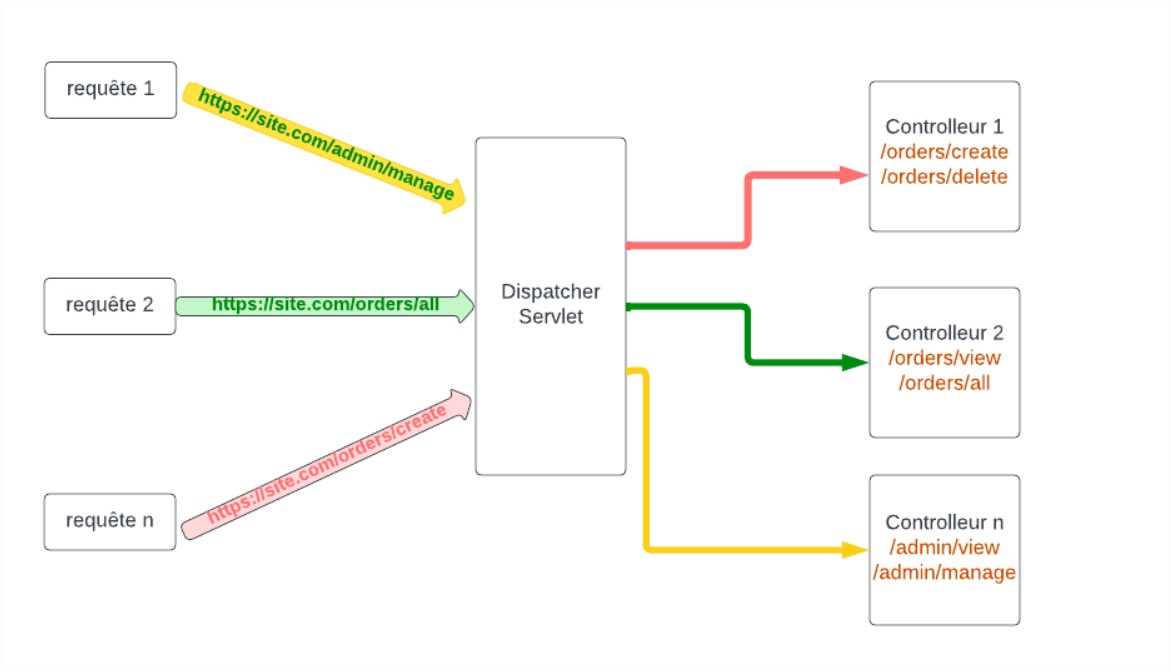 requête 1
https://site.com/admin/manage
requête 2
https://site.com/orders/all
requête n
https://site.com/orders/create
Dispatcher
Servlet
Controlleur 1
/orders/create
/orders/delete
Controlleur 2
/orders/view
/orders/all
Controlleur n
/admin/view
/admin/manage